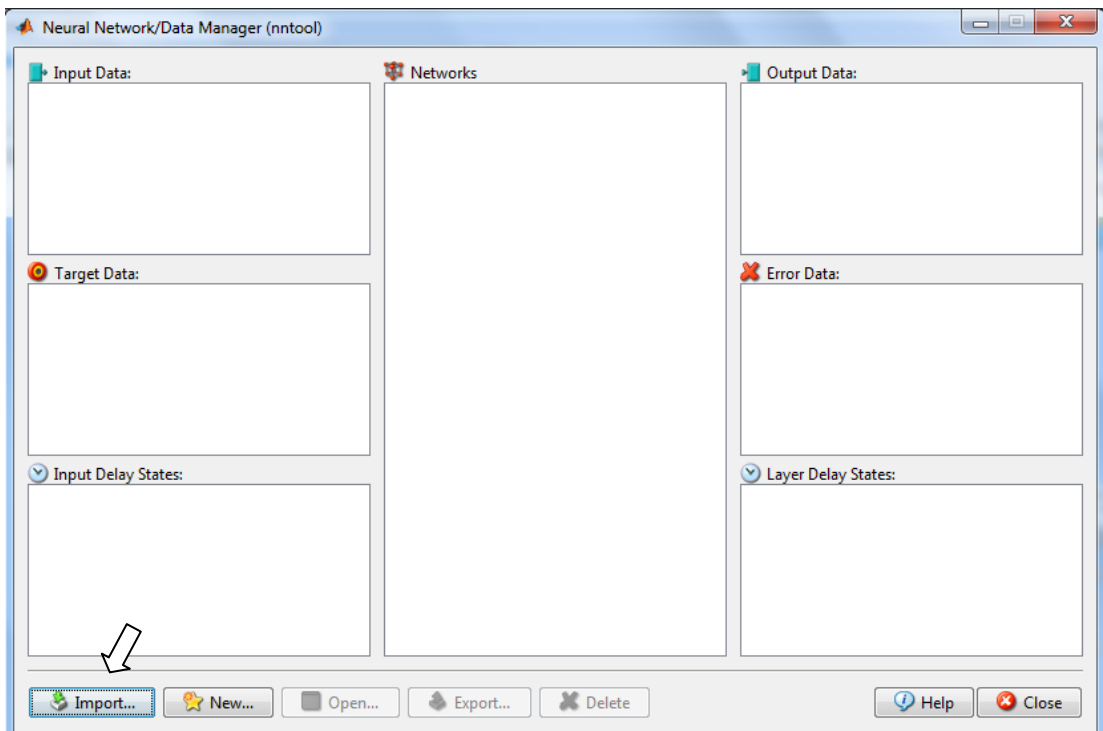 Neural Network/Data Manager (nntool)
Input Data:
Networks
Output Data:
Target Data:
Error Data:
Input Delay States:
Layer Delay States:
Import...
New...
Open...
Export...
Delete
Help
Close